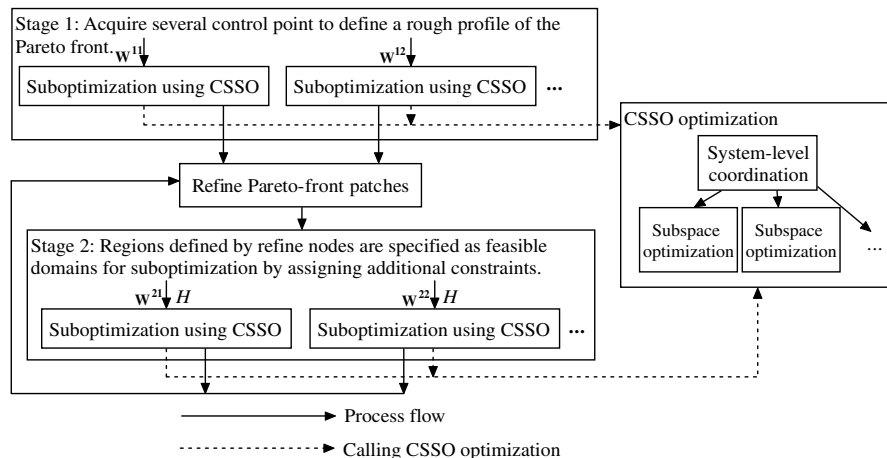 Stage 1: Acquire several control point to define a rough profile of the
Pareto front.
W11
W12
Suboptimization using CSSO
Suboptimization using CSSO
...
CSSO optimization
System-level
coordination
Subspace
optimization
Subspace
optimization
...
Refine Pareto-front patches
Stage 2: Regions defined by refine nodes are specified as feasible
domains for suboptimization by assigning additional constraints.
W21 H
W22 H
Suboptimization using CSSO
Suboptimization using CSSO
...
Process flow
Calling CSSO optimization